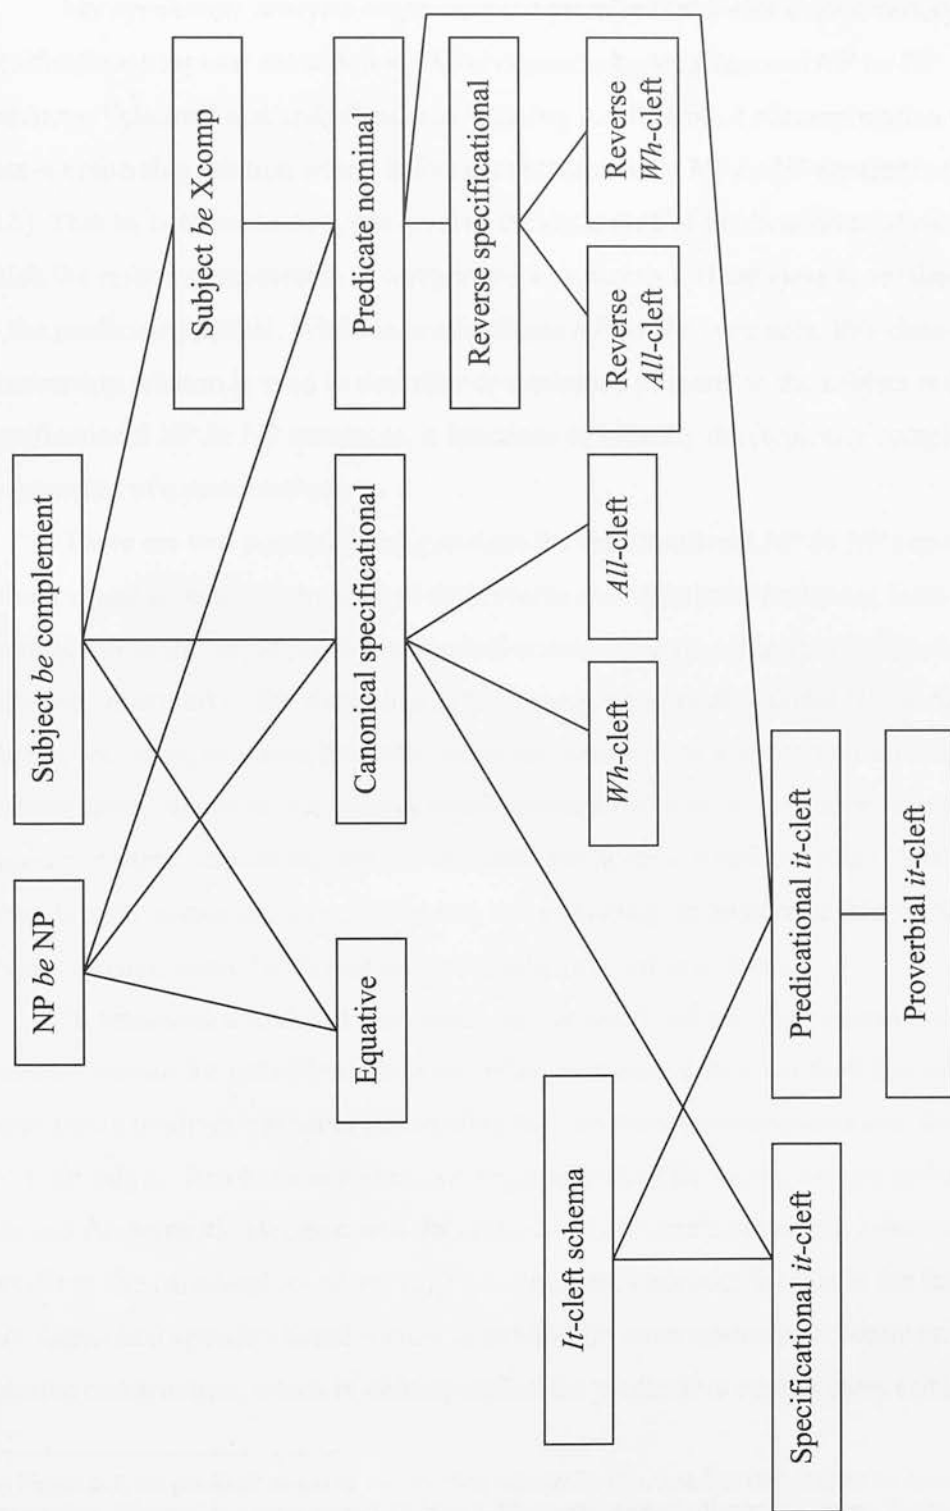 NP be NP
Subject be complement
Equative
Canonical specificational
Predicate nominal
Subject be Xcomp
Reverse specificational
It-cleft schema
Wh-cleft
All-cleft
Reverse
All-cleft
Reverse
Wh-cleft
Specificational it-cleft
Predicational it-cleft
Proverbial it-cleft